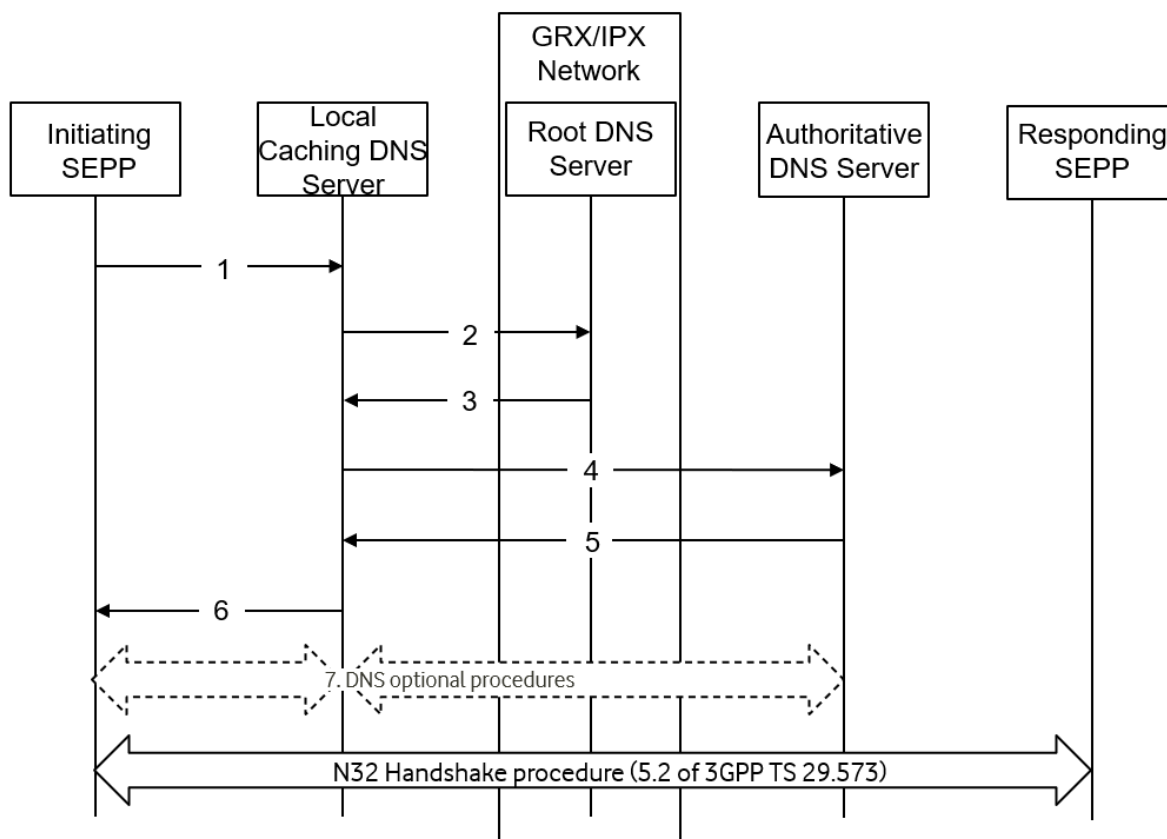 GRX/IPX
Network
Initiating
SEPP
Local
Caching DNS
Server
Root DNS
Server
Authoritative
DNS Server
Responding
SEPP
1
2
3
4
5
6
7. DNS optional procedures
N32 Handshake procedure (5.2 of 3GPP TS 29.573)